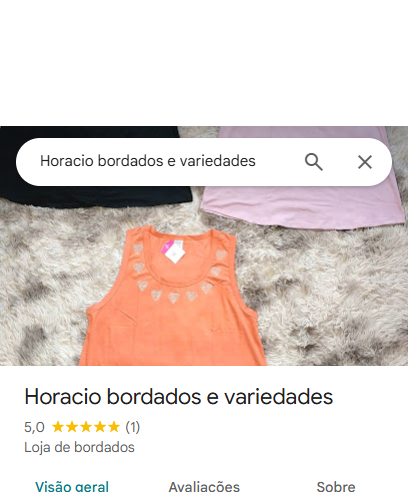 Horacio bordados e variedades
Horacio bordados e variedades
5,0 (1)
Loja de bordados
Visão geral Avaliações Sobre